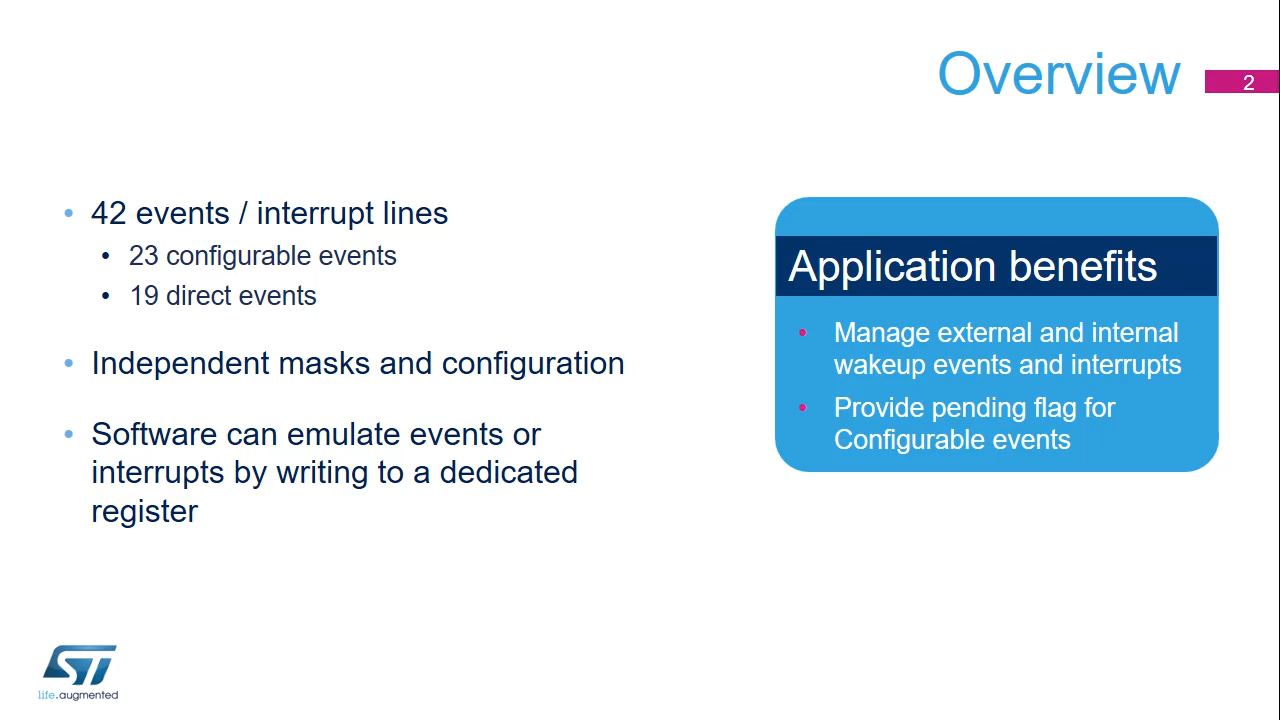 Overview
2
• 42 events / interrupt lines
• 23 configurable events
• 19 direct events
• Independent masks and configuration
• Software can emulate events or
interrupts by writing to a dedicated
register
Application benefits
• Manage external and internal
wakeup events and interrupts
• Provide pending flag for
Configurable events
ST
life.augmented